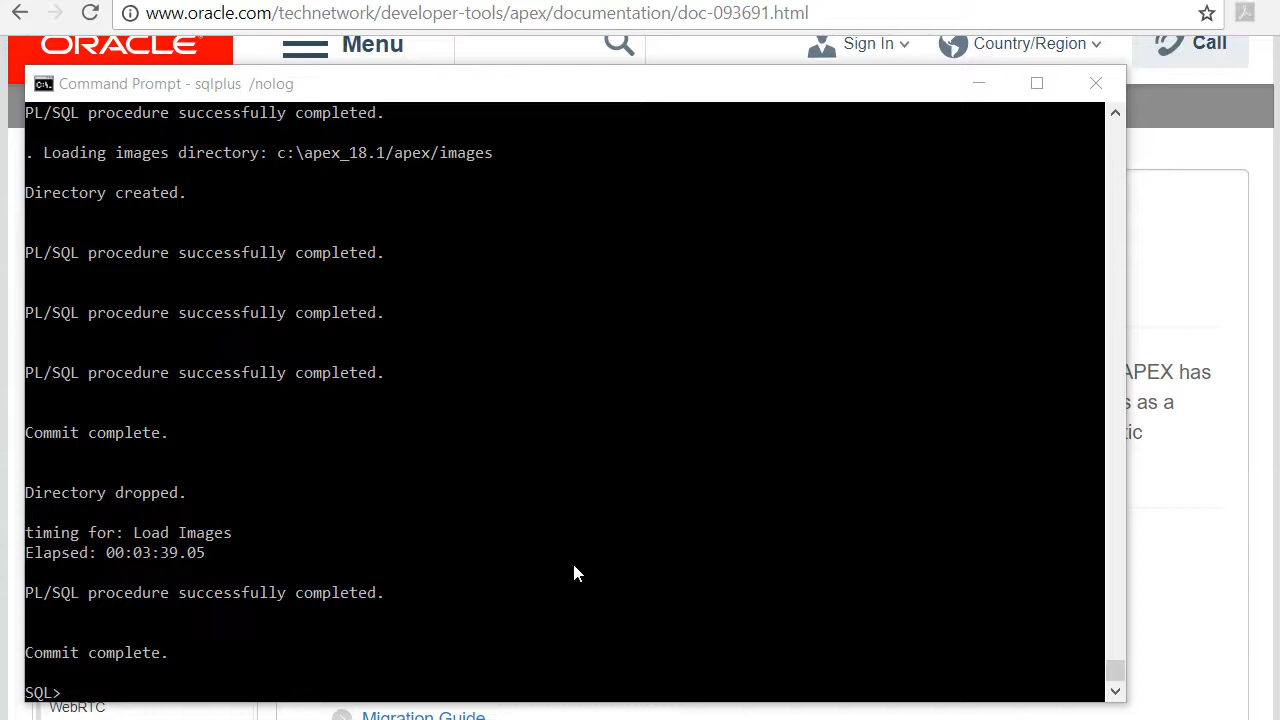 www.oracle.com/technetwork/developer-tools/apex/documentation/doc-093691.html
ORACLE Menu Sign In Country/Region Call
Command Prompt - sqlplus /nolog
PL/SQL procedure successfully completed.
. Loading images directory: c:\apex_18.1/apex/images
Directory created.
PL/SQL procedure successfully completed.
PL/SQL procedure successfully completed.
PL/SQL procedure successfully completed.
APEX has
s as a
tic
Commit complete.
Directory dropped.
timing for: Load Images
Elapsed: 00:03:39.05
PL/SQL procedure successfully completed.
Commit complete.
SQL>
WebRTC
Migration Guide